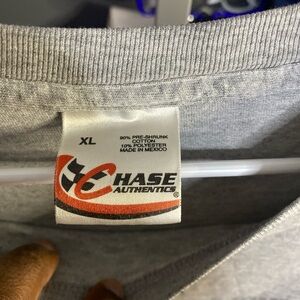 XL
90% PRE-SHRUNK
COTTON
10% POLYESTER
MADE IN MEXICO
CHASE
AUTHENTICS®